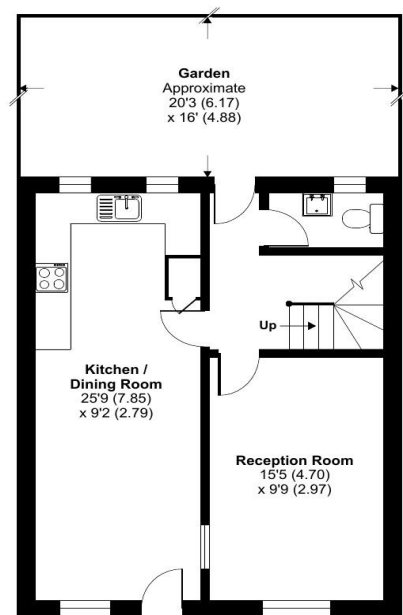 Garden
Approximate
20'3 (6.17)
x 16' (4.88)
Up
Kitchen /
Dining Room
25'9 (7.85)
x 9'2 (2.79)
Reception Room
15'5 (4.70)
x 9'9 (2.97)